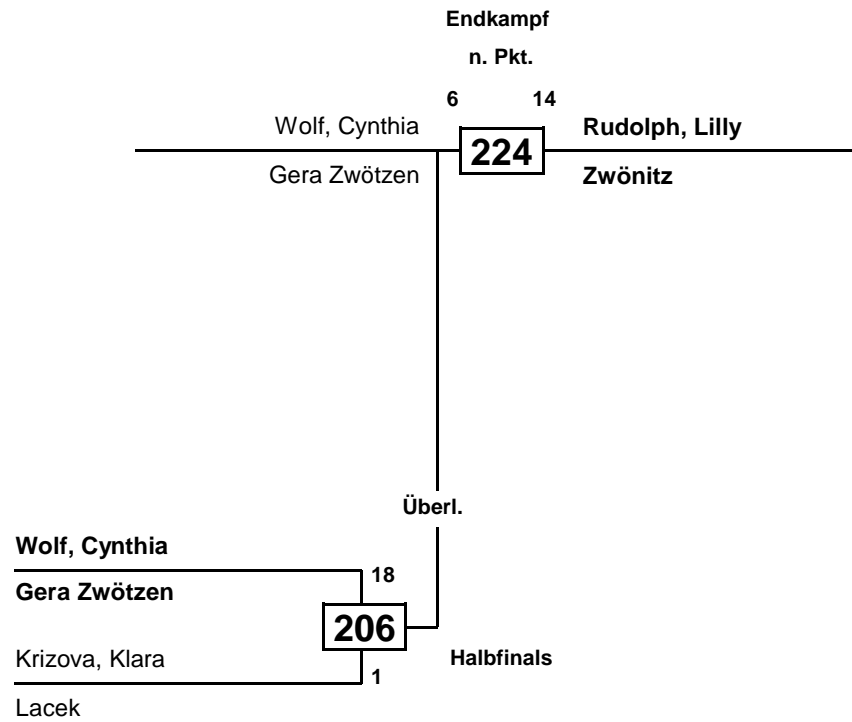 Endkampf
n. Pkt.
6 14
Wolf, Cynthia 224 Rudolph, Lilly
Gera Zwötzen Zwönitz
Überl.
Wolf, Cynthia
18
Gera Zwötzen
206
Krizova, Klara Halbfinals
1
Lacek